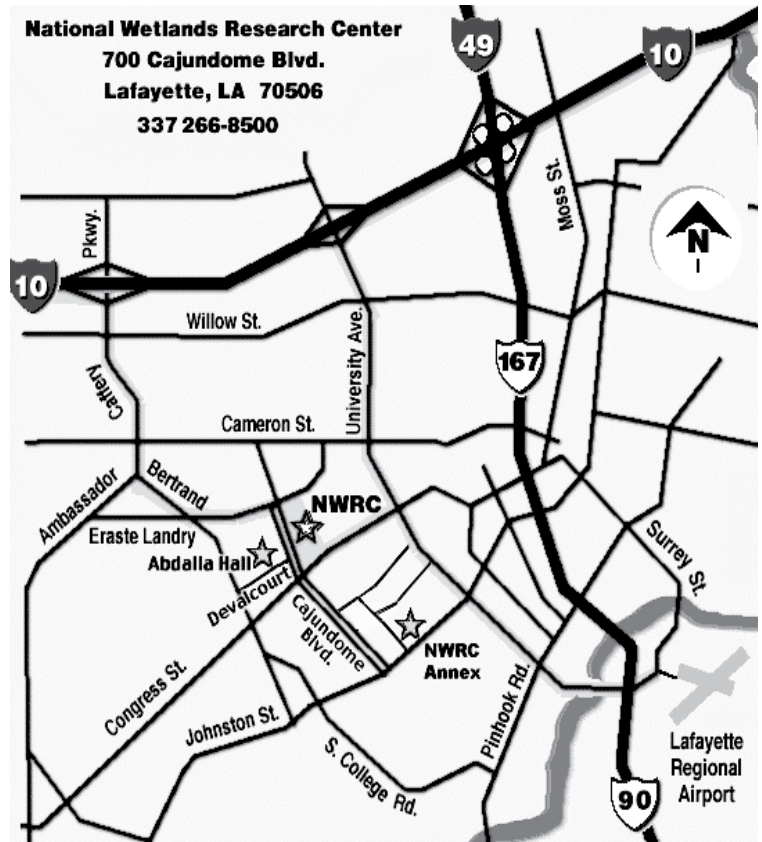 National Wetlands Research Center
700 Cajundome Blvd.
Lafayette, LA 70506
337 266-8500
49
10
Moss St.
N
Pkwy.
10
Willow St.
University Ave.
167
Caffery
Cameron St.
Ambassador
Bertrand
NWRC
Eraste Landry
Abdalla Hall
Surrey St.
Devalcourt
Cajundome
Blvd.
NWRC
Annex
Congress St.
Pinhook Rd.
Johnston St.
S. College Rd.
Lafayette
Regional
Airport
90